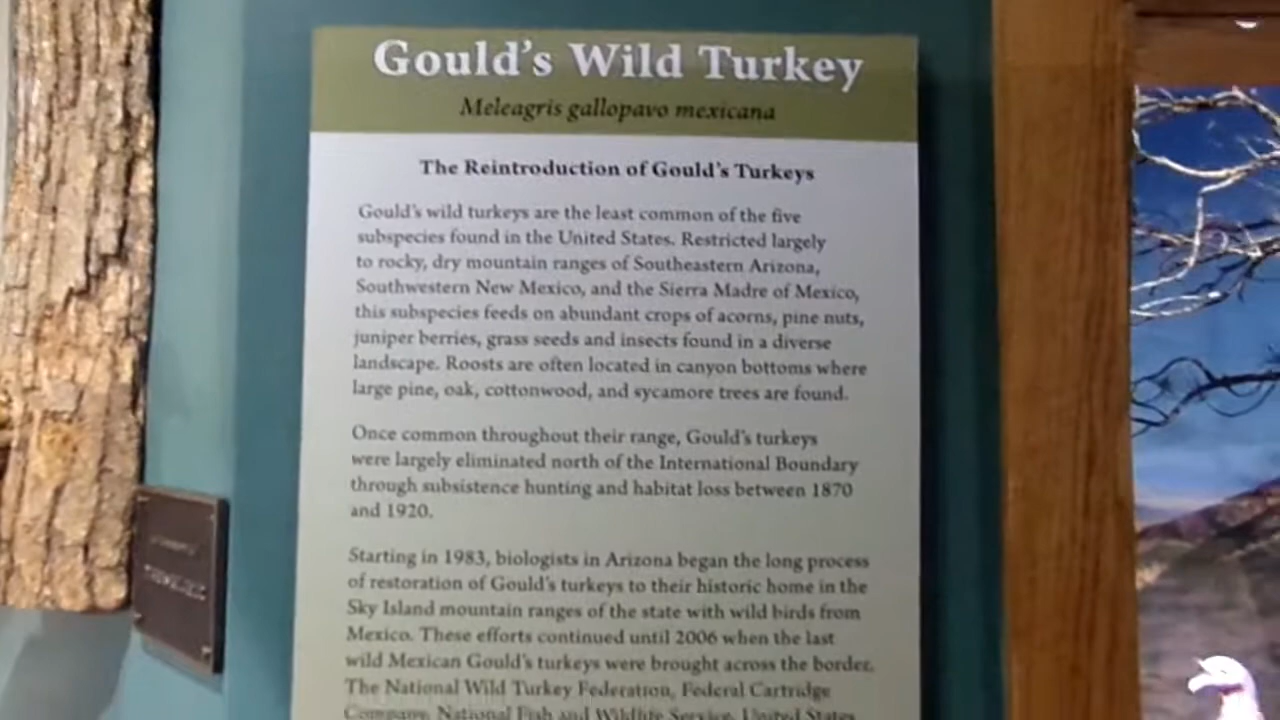 Gould's Wild Turkey
Meleagris gallopavo mexicana
The Reintroduction of Gould's Turkeys
Gould's wild turkeys are the least common of the five
subspecies found in the United States. Restricted largely
to rocky, dry mountain ranges of Southeastern Arizona,
Southwestern New Mexico, and the Sierra Madre of Mexico,
this subspecies feeds on abundant crops of acorns, pine nuts,
juniper berries, grass seeds and insects found in a diverse
landscape. Roosts are often located in canyon bottoms where
large pine, oak, cottonwood, and sycamore trees are found.
Once common throughout their range, Gould's turkeys
were largely eliminated north of the International Boundary
through subsistence hunting and habitat loss between 1870
and 1920.
Starting in 1983, biologists in Arizona began the long process
of restoration of Gould's turkeys to their historic home in the
Sky Island mountain ranges of the state with wild birds from
Mexico. These efforts continued until 2006 when the last
wild Mexican Gould's turkeys were brought across the border.
The National Wild Turkey Federation, Federal Cartridge
Company, National Fish and Wildlife Service, United States